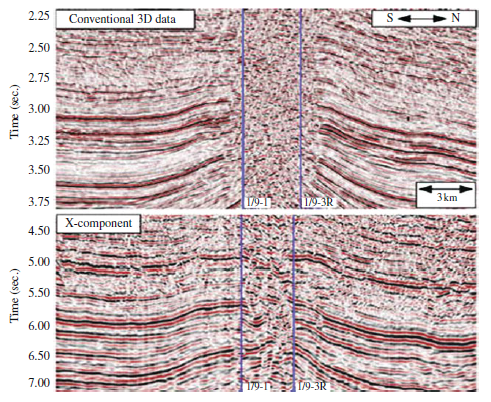 2.25
Conventional 3D data
S N
2.50
2.75
3.00
3.25
3.50
3.75
Time (sec.)
3 km
1/9-1
1/9-3R
X-component
4.50
5.00
5.50
6.00
6.50
7.00
Time (sec.)
1/9-1
1/9-3R